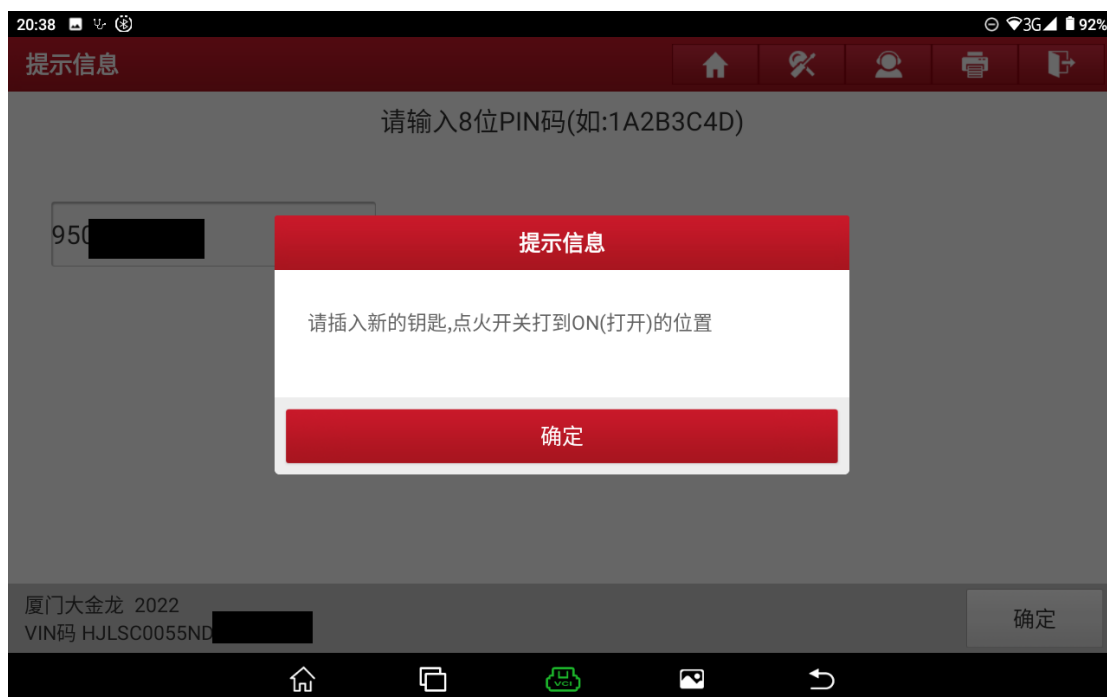 20:38
3G 92%
提示信息
请输入8位PIN码(如:1A2B3C4D)
950
提示信息
请插入新的钥匙,点火开关打到ON(打开)的位置
确定
厦门大金龙 2022
VIN码 HJLSC0055ND
确定
VCI